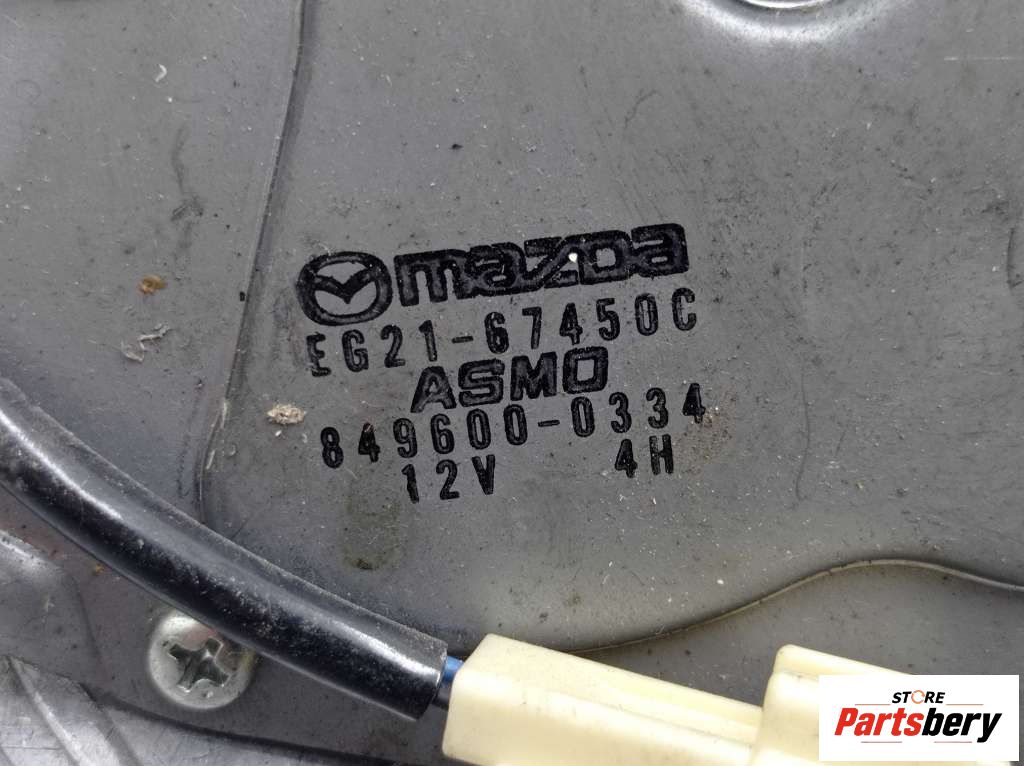 mazda
EG21-67450C
ASMO
849600-0334
12V 4H
STORE
Partsbery